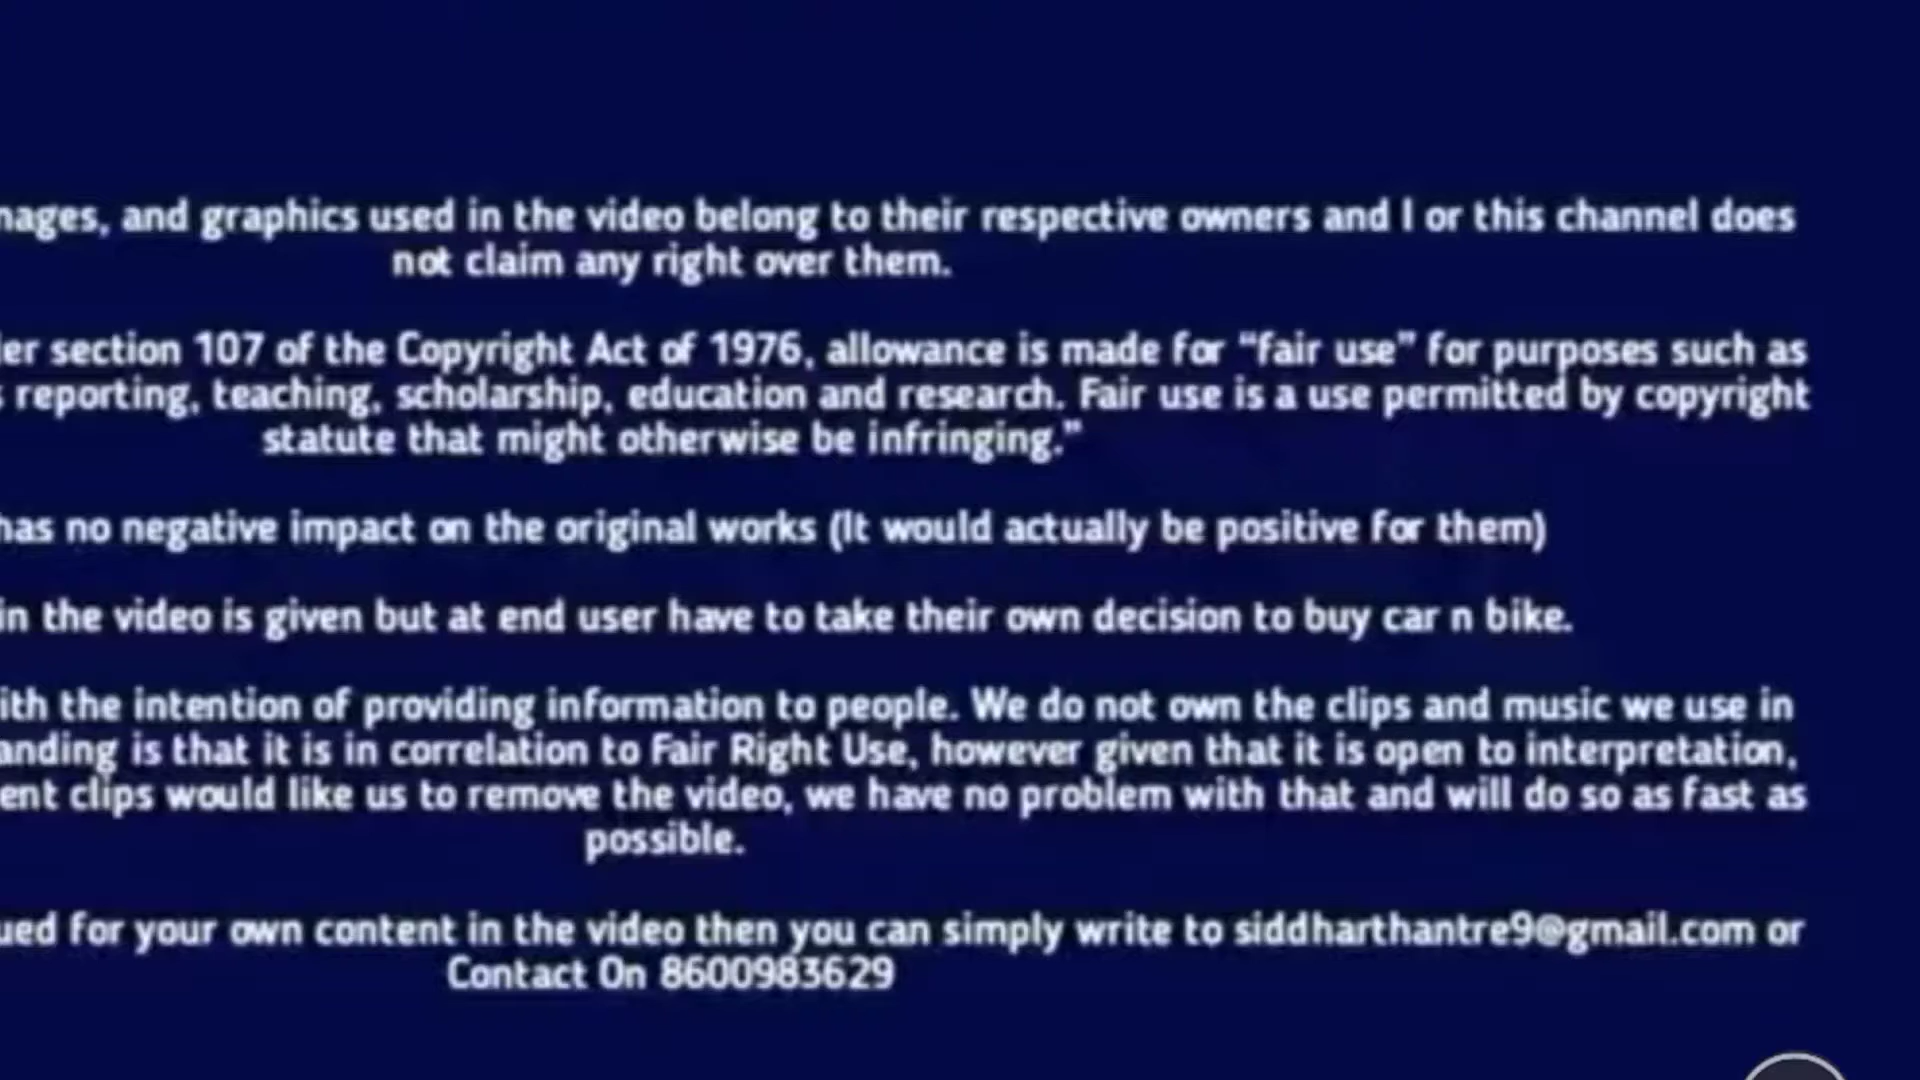 and graphics used in the video belong to their respective owners and I or this channel does
not claim any right over them.
section 107 of the Copyright Act of 1976, allowance is made for “fair use” for purposes such as
reporting, teaching, scholarship, education and research. Fair use is a use permitted by copyright
statute that might otherwise be infringing.”
has no negative impact on the original works (It would actually be positive for them)
in the video is given but at end user have to take their own decision to buy car n bike.
the intention of providing information to people. We do not own the clips and music we use in
is that it is in correlation to Fair Right Use, however given that it is open to interpretation,
clips would like us to remove the video, we have no problem with that and will do so as fast as
possible.
for your own content in the video then you can simply write to siddharthantre9@gmail.com or
Contact On 8600983629